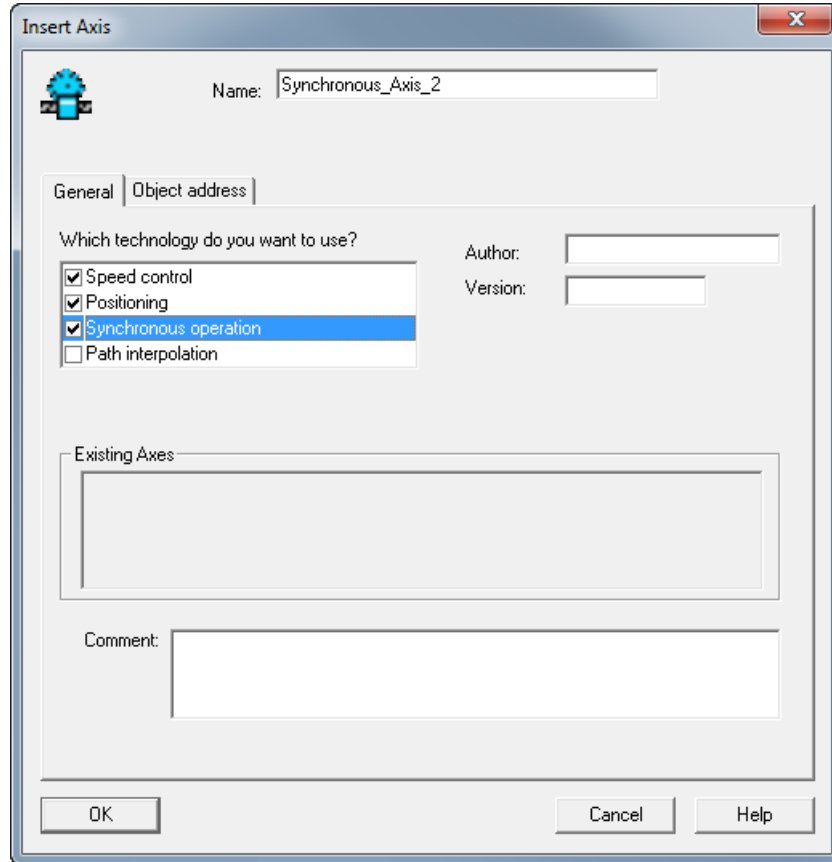 Insert Axis
Name: Synchronous_Axis_2
General Object address
Which technology do you want to use?
Speed control
Positioning
Synchronous operation
Path interpolation
Author:
Version:
Existing Axes
Comment:
OK Cancel Help